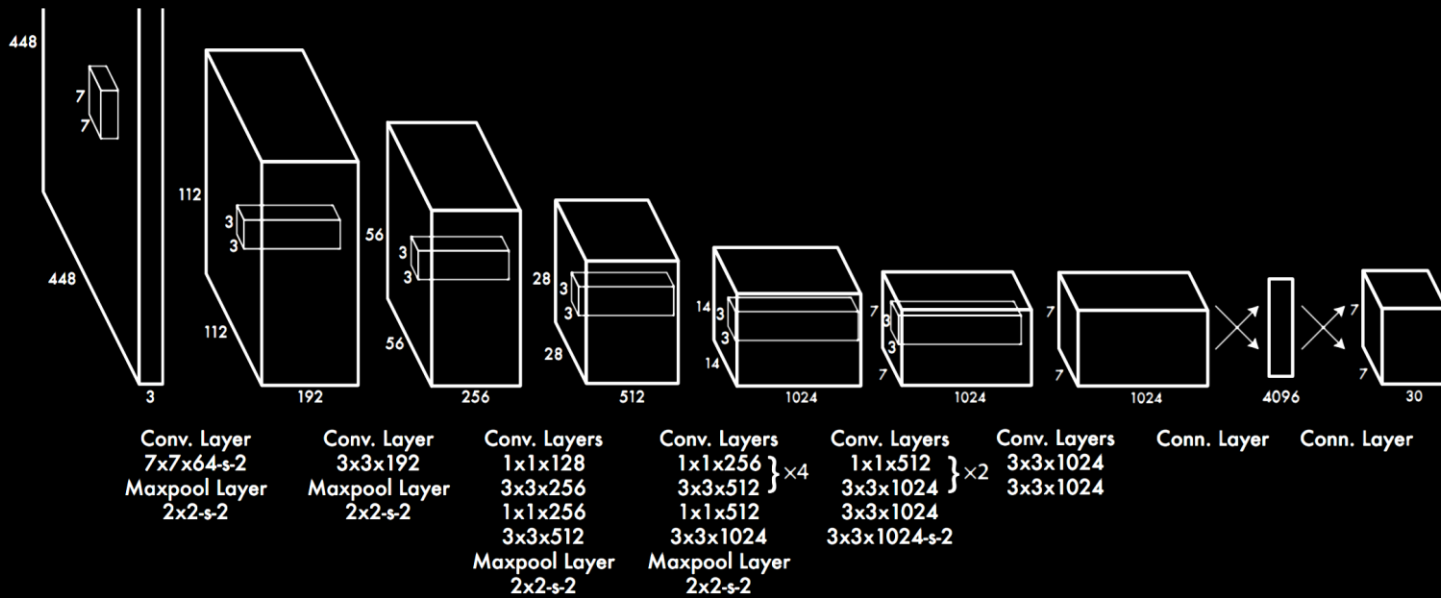 448
7
7
448
3
112
3
3
112
192
56
3
3
56
256
28
3
3
28
512
14
3
3
14
1024
7
3
3
7
1024
7
7
1024
4096
7
7
30
Conv. Layer
7x7x64-s-2
Maxpool Layer
2x2-s-2
Conv. Layer
3x3x192
Maxpool Layer
2x2-s-2
Conv. Layers
1x1x128
3x3x256
1x1x256
3x3x512
Maxpool Layer
2x2-s-2
Conv. Layers
1x1x256
3x3x512
}×4
1x1x512
3x3x1024
Maxpool Layer
2x2-s-2
Conv. Layers
1x1x512
3x3x1024
}×2
3x3x1024
3x3x1024-s-2
Conv. Layers
3x3x1024
3x3x1024
Conn. Layer
Conn. Layer